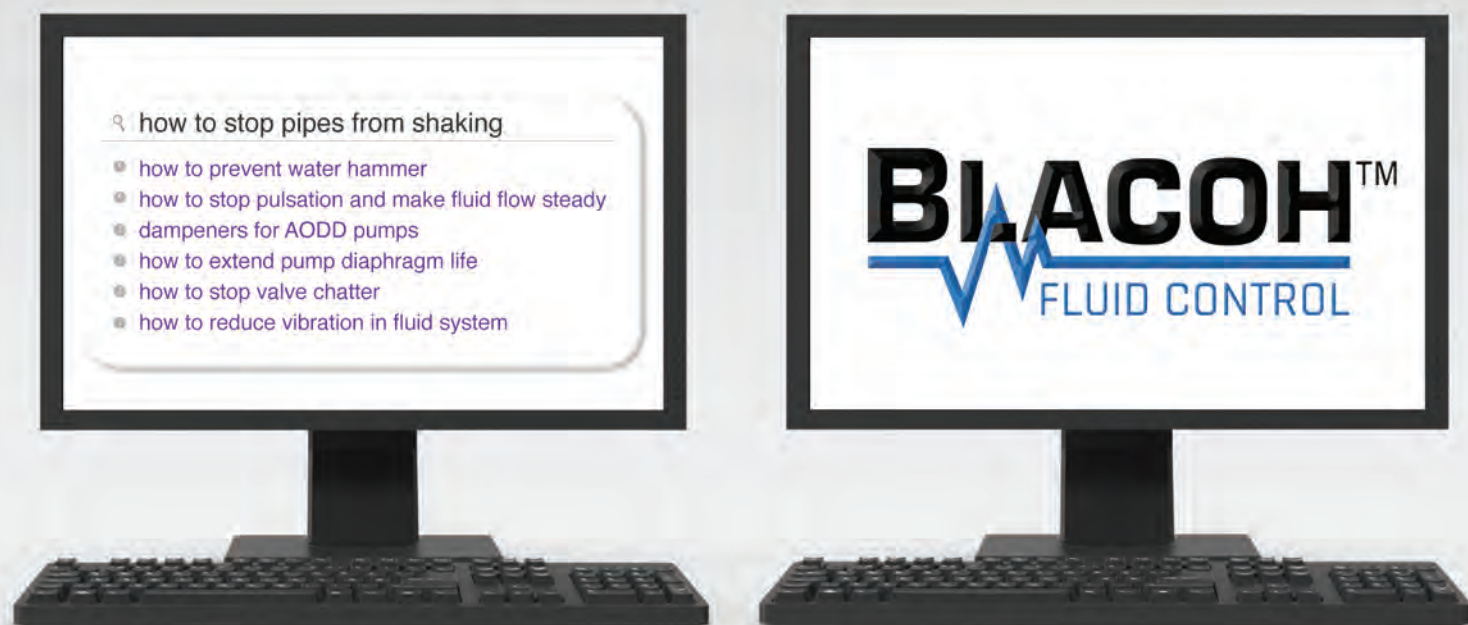 how to stop pipes from shaking
how to prevent water hammer
how to stop pulsation and make fluid flow steady
dampeners for AODD pumps
how to extend pump diaphragm life
how to stop valve chatter
how to reduce vibration in fluid system
BLACOH™
FLUID CONTROL